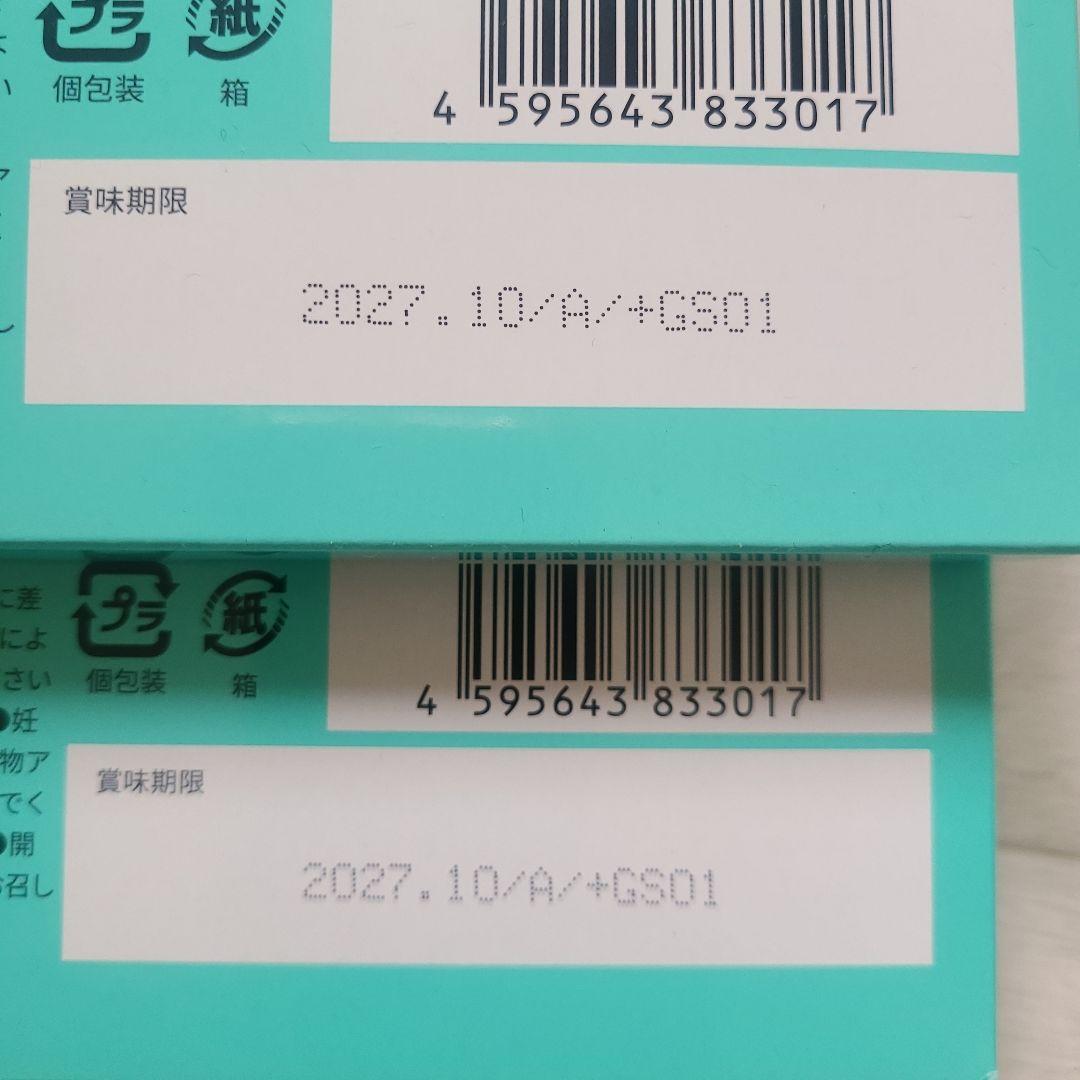 プラ
紙
個包装
箱
4 595643 833017
賞味期限
2027.10/A/+GS01
に差
によ
さい
●妊
物ア
でく
●開
召し
プラ
紙
個包装
箱
4 595643 833017
賞味期限
2027.10/A/+GS01